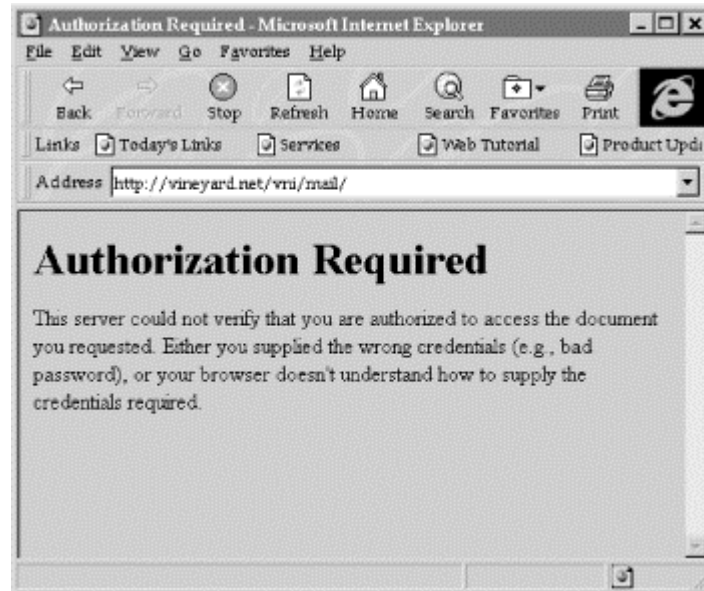 Authorization Required - Microsoft Internet Explorer
File Edit View Go Favorites Help
Back Forward Stop Refresh Home Search Favorites Print
Links Today's Links Services Web Tutorial Product Upd
Address http://vineyard.net/vni/mail/
Authorization Required
This server could not verify that you are authorized to access the document
you requested. Either you supplied the wrong credentials (e.g., bad
password), or your browser doesn't understand how to supply the
credentials required.